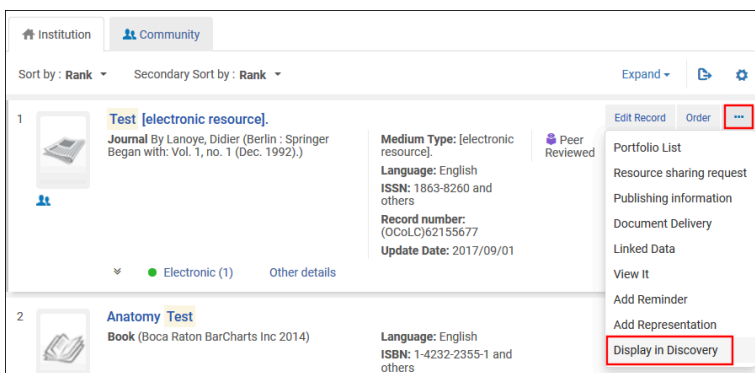 Institution
Community
Sort by : Rank
Secondary Sort by : Rank
Expand
1
Test [electronic resource].
Journal By Lanoye, Didier (Berlin : Springer
Began with: Vol. 1, no. 1 (Dec. 1992).)
Medium Type: [electronic
resource].
Language: English
ISSN: 1863-8260 and
others
Record number:
(OCoLC)62155677
Update Date: 2017/09/01
Peer
Reviewed
Edit Record
Order
Portfolio List
Resource sharing request
Publishing information
Document Delivery
Linked Data
View It
Add Reminder
Add Representation
Display in Discovery
Electronic (1)
Other details
2
Anatomy Test
Book (Boca Raton BarCharts Inc 2014)
Language: English
ISBN: 1-4232-2355-1 and
others